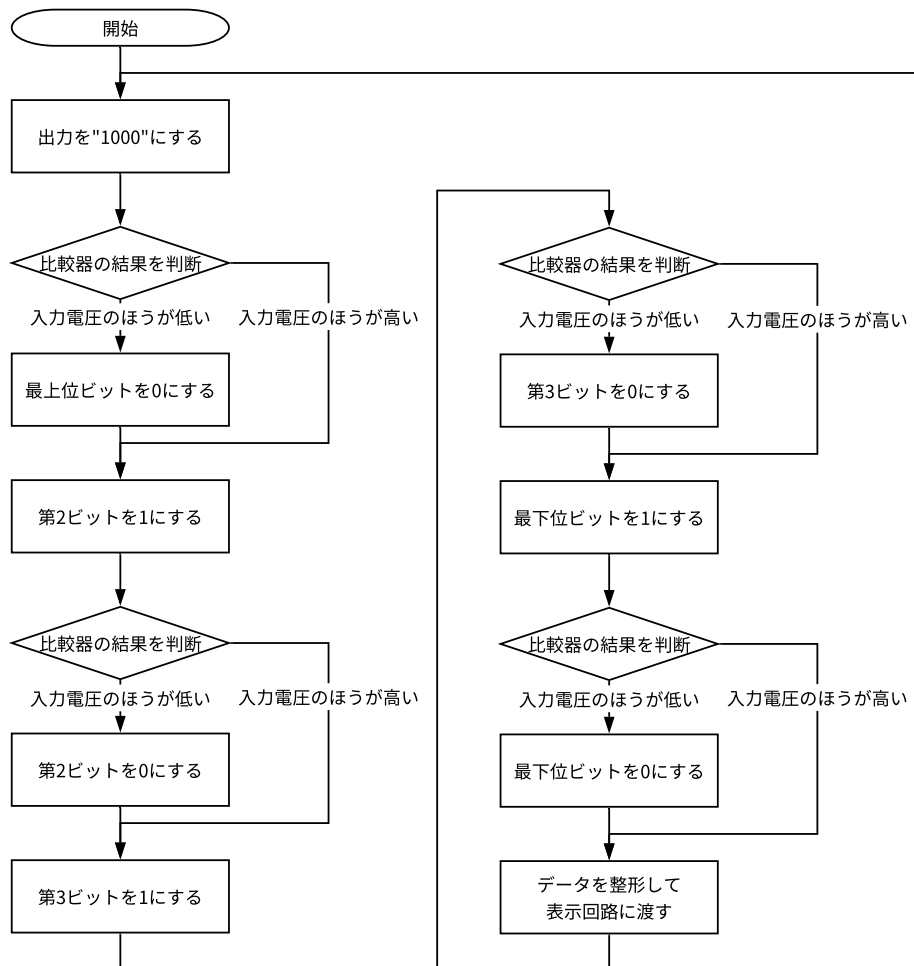 開始
出力を"1000"にする
比較器の結果を判断
入力電圧のほうが低い
入力電圧のほうが高い
最上位ビットを0にする
第2ビットを1にする
比較器の結果を判断
入力電圧のほうが低い
入力電圧のほうが高い
第2ビットを0にする
第3ビットを1にする
比較器の結果を判断
入力電圧のほうが低い
入力電圧のほうが高い
第3ビットを0にする
最下位ビットを1にする
比較器の結果を判断
入力電圧のほうが低い
入力電圧のほうが高い
最下位ビットを0にする
データを整形して
表示回路に渡す